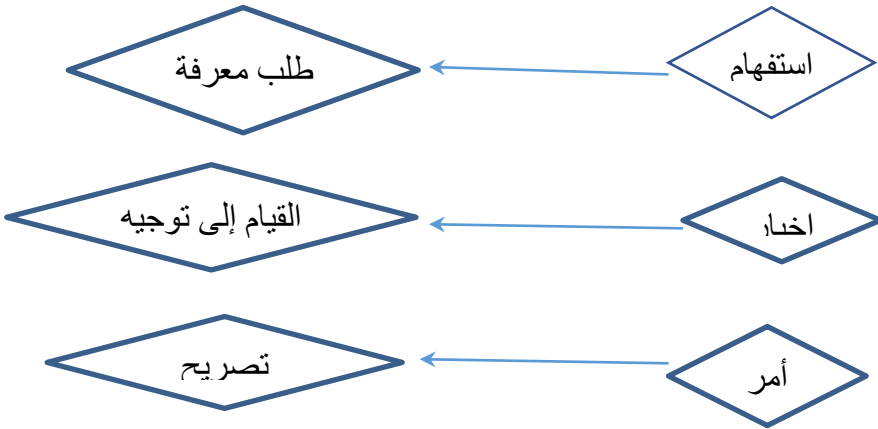 استفهام
طلب معرفة
اخبار
القيام إلى توجيه
أمر
تصريح